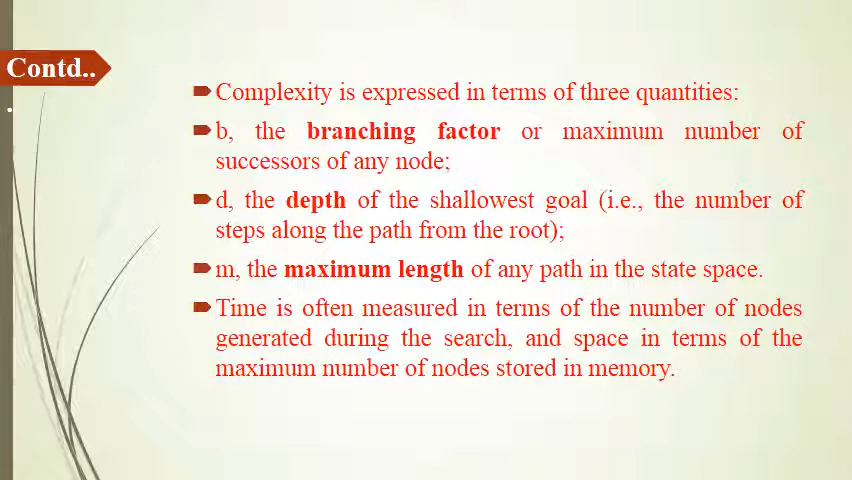 Contd..
.
Complexity is expressed in terms of three quantities:
b, the branching factor or maximum number of
successors of any node;
d, the depth of the shallowest goal (i.e., the number of
steps along the path from the root);
m, the maximum length of any path in the state space.
Time is often measured in terms of the number of nodes
generated during the search, and space in terms of the
maximum number of nodes stored in memory.